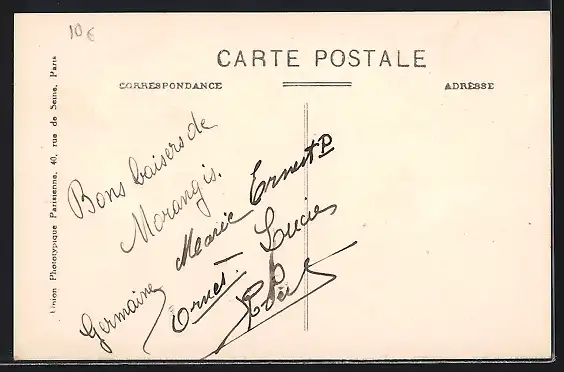 10€
CARTE POSTALE
CORRESPONDANCE
ADRESSE
Union Phototypique Parisienne, 40, rue de Seine, Paris
Bons baisers de
Morangis.
Marie Ernest P
Germaine Ernest. Lucie